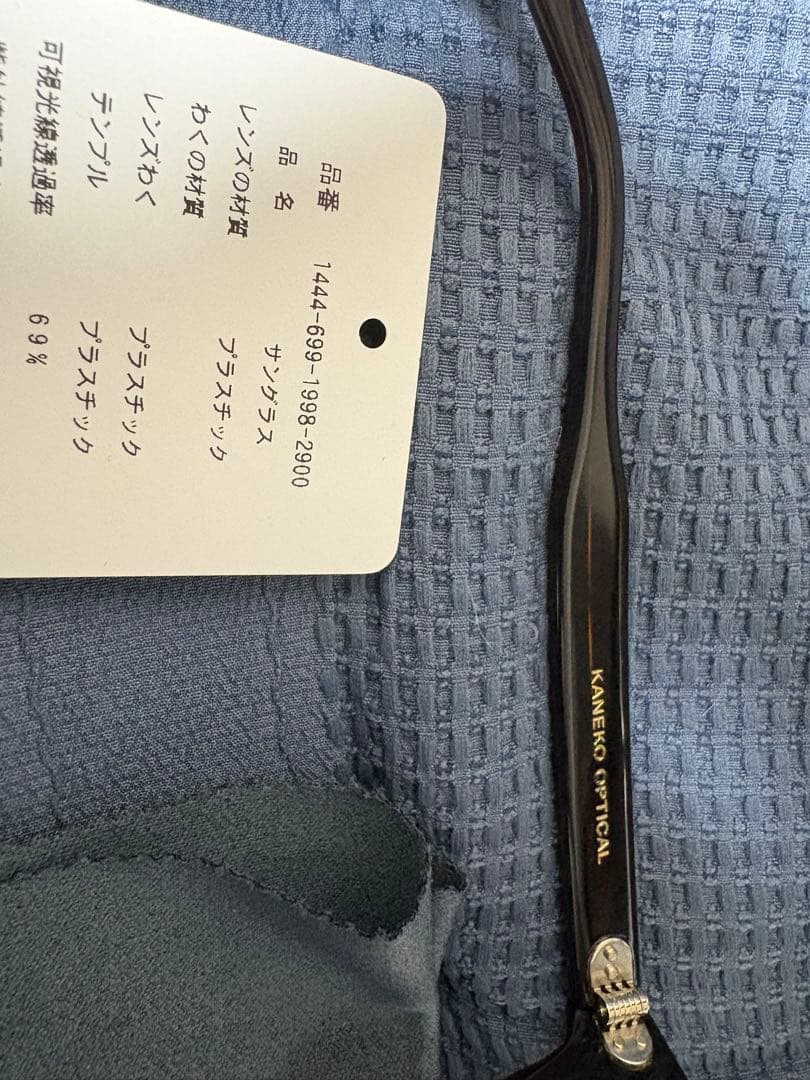 品番 1444-699-1998-2900
品名 サングラス
レンズの材質 プラスチック
わくの材質
レンズわく プラスチック
テンプル プラスチック
可視光線透過率 69%
KANEKO OPTICAL